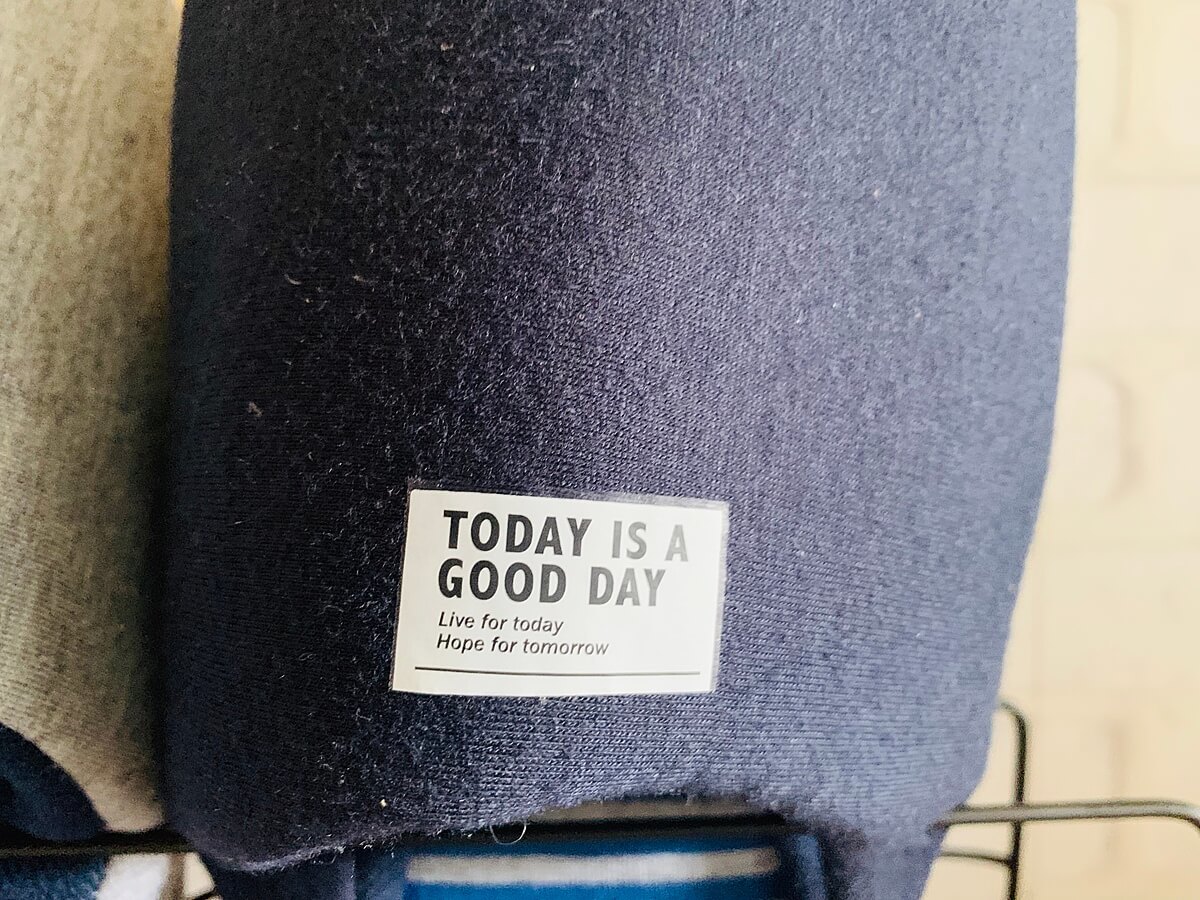 TODAY IS A
GOOD DAY
Live for today
Hope for tomorrow